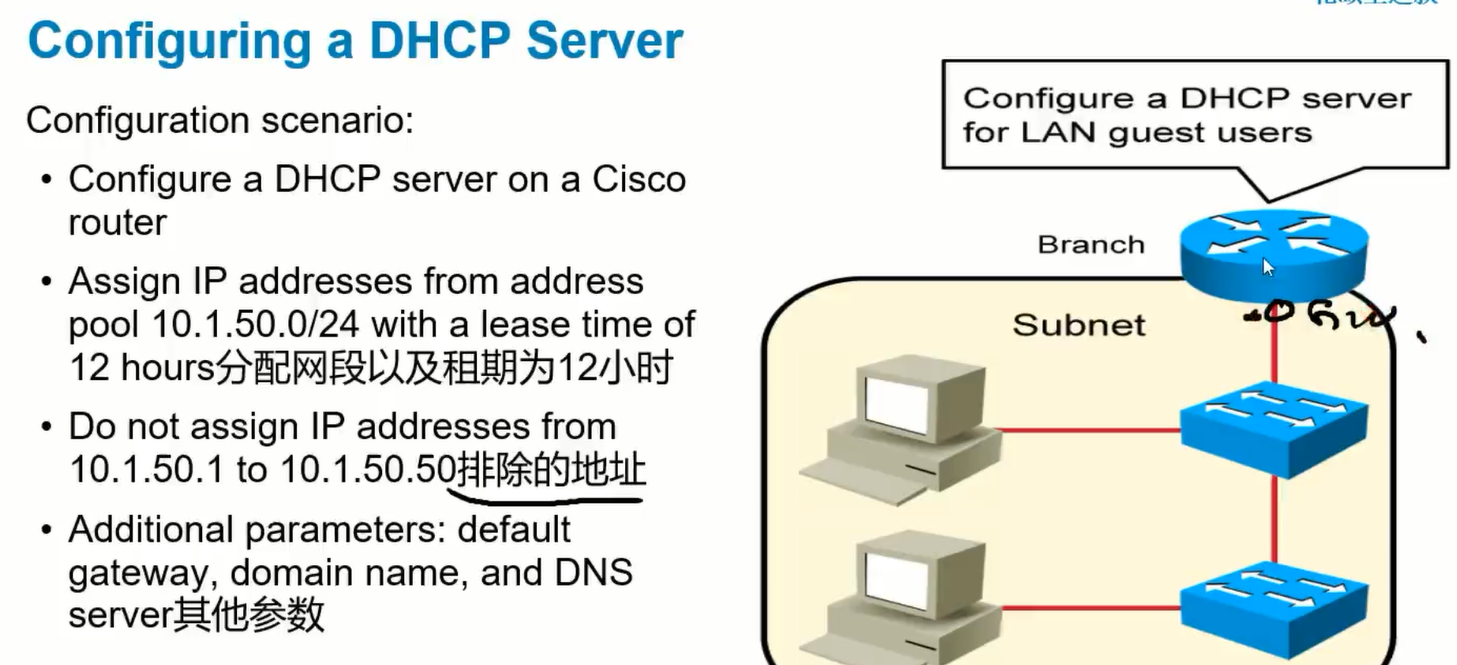 Configuring a DHCP Server
Configuration scenario:
• Configure a DHCP server on a Cisco
router
• Assign IP addresses from address
pool 10.1.50.0/24 with a lease time of
12 hours分配网段以及租期为12小时
• Do not assign IP addresses from
10.1.50.1 to 10.1.50.50排除的地址
• Additional parameters: default
gateway, domain name, and DNS
server其他参数
Configure a DHCP server
for LAN guest users
Branch
Subnet